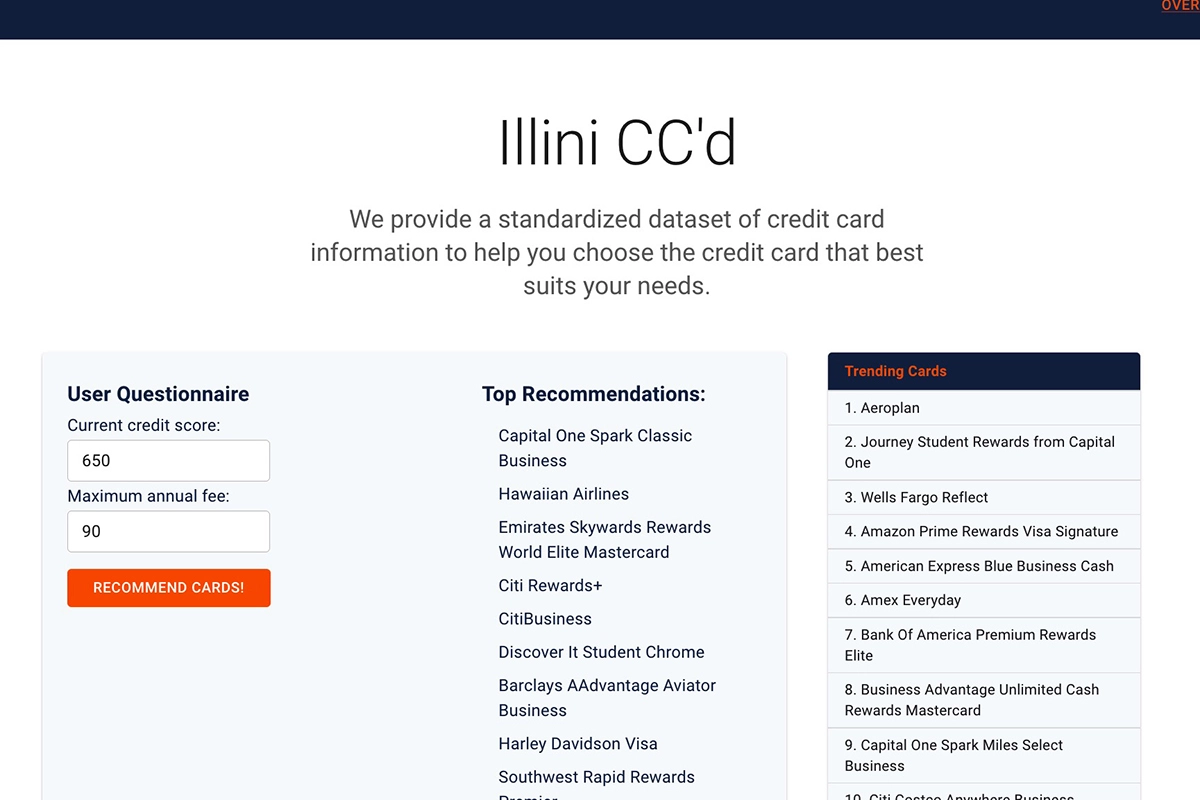 OVER
Illini CC'd
We provide a standardized dataset of credit card
information to help you choose the credit card that best
suits your needs.
User Questionnaire
Current credit score:
650
Maximum annual fee:
90
RECOMMEND CARDS!
Top Recommendations:
Capital One Spark Classic
Business
Hawaiian Airlines
Emirates Skywards Rewards
World Elite Mastercard
Citi Rewards+
CitiBusiness
Discover It Student Chrome
Barclays AAdvantage Aviator
Business
Harley Davidson Visa
Southwest Rapid Rewards
Premier
Trending Cards
1. Aeroplan
2. Journey Student Rewards from Capital
One
3. Wells Fargo Reflect
4. Amazon Prime Rewards Visa Signature
5. American Express Blue Business Cash
6. Amex Everyday
7. Bank Of America Premium Rewards
Elite
8. Business Advantage Unlimited Cash
Rewards Mastercard
9. Capital One Spark Miles Select
Business
10. Citi Costco Anywhere Business